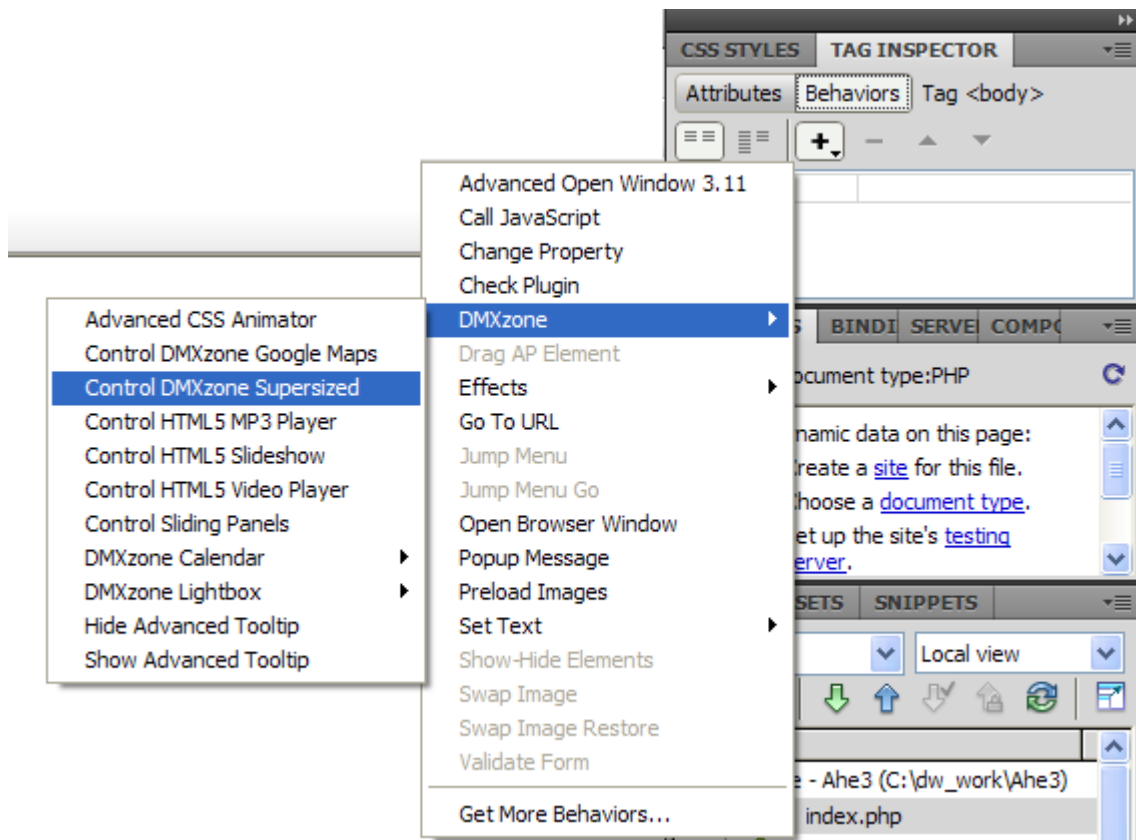 CSS STYLES TAG INSPECTOR
Attributes Behaviors Tag <body>
Advanced Open Window 3.11
Call JavaScript
Change Property
Check Plugin
DMXzone
Drag AP Element
Effects
Go To URL
Jump Menu
Jump Menu Go
Open Browser Window
Popup Message
Preload Images
Set Text
Show-Hide Elements
Swap Image
Swap Image Restore
Validate Form
Get More Behaviors...
Advanced CSS Animator
Control DMXzone Google Maps
Control DMXzone Supersized
Control HTML5 MP3 Player
Control HTML5 Slideshow
Control HTML5 Video Player
Control Sliding Panels
DMXzone Calendar
DMXzone Lightbox
Hide Advanced Tooltip
Show Advanced Tooltip
S BINDI SERVE COMPO
ocument type:PHP
namic data on this page:
reate a site for this file.
hoose a document type.
et up the site's testing
erver.
SETS SNIPPETS
Local view
e - Ahe3 (C:\dw_work\Ahe3)
index.php